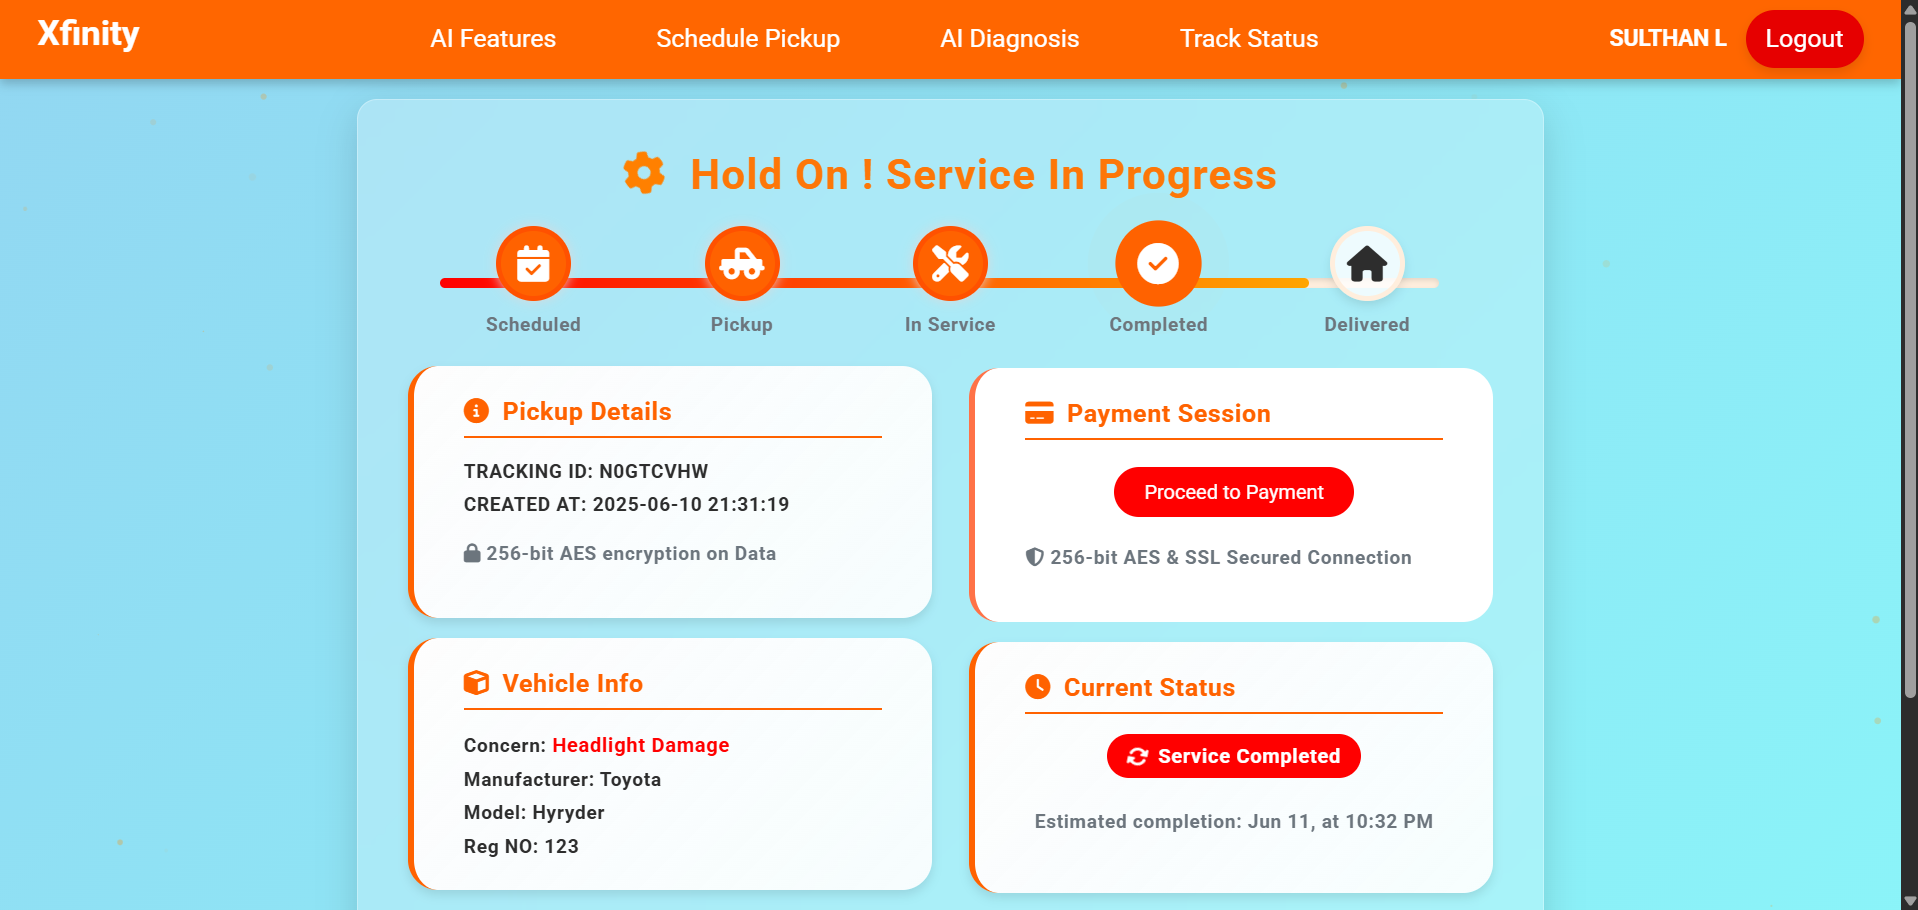 Xfinity
AI Features
Schedule Pickup
AI Diagnosis
Track Status
SULTHAN L
Logout
Hold On ! Service In Progress
Scheduled
Pickup
In Service
Completed
Delivered
Pickup Details
TRACKING ID: N0GTCVHW
CREATED AT: 2025-06-10 21:31:19
256-bit AES encryption on Data
Payment Session
Proceed to Payment
256-bit AES & SSL Secured Connection
Vehicle Info
Concern: Headlight Damage
Manufacturer: Toyota
Model: Hyryder
Reg NO: 123
Current Status
Service Completed
Estimated completion: Jun 11, at 10:32 PM